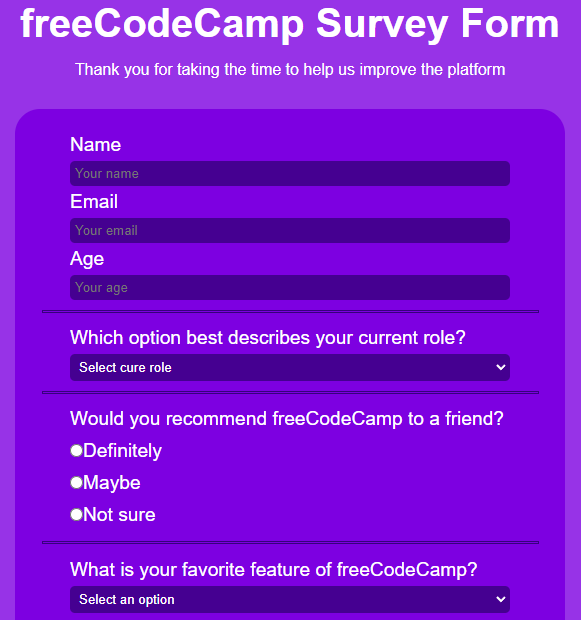 freeCodeCamp Survey Form
Thank you for taking the time to help us improve the platform
Name
Your name
Email
Your email
Age
Your age
Which option best describes your current role?
Select cure role
Would you recommend freeCodeCamp to a friend?
Definitely
Maybe
Not sure
What is your favorite feature of freeCodeCamp?
Select an option